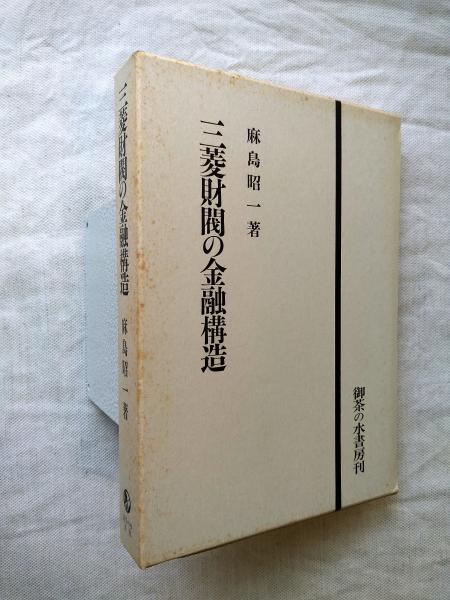 麻島昭一著
三菱財閥の金融構造
御茶の水書房刊
三菱財閥の金融構造
麻島昭一著